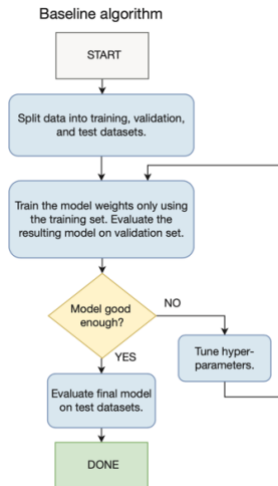 Baseline algorithm
START
Split data into training, validation,
and test datasets.
Train the model weights only using
the training set. Evaluate the
resulting model on validation set.
Model good
enough?
NO
YES
Tune hyper-
parameters.
Evaluate final model
on test datasets.
DONE